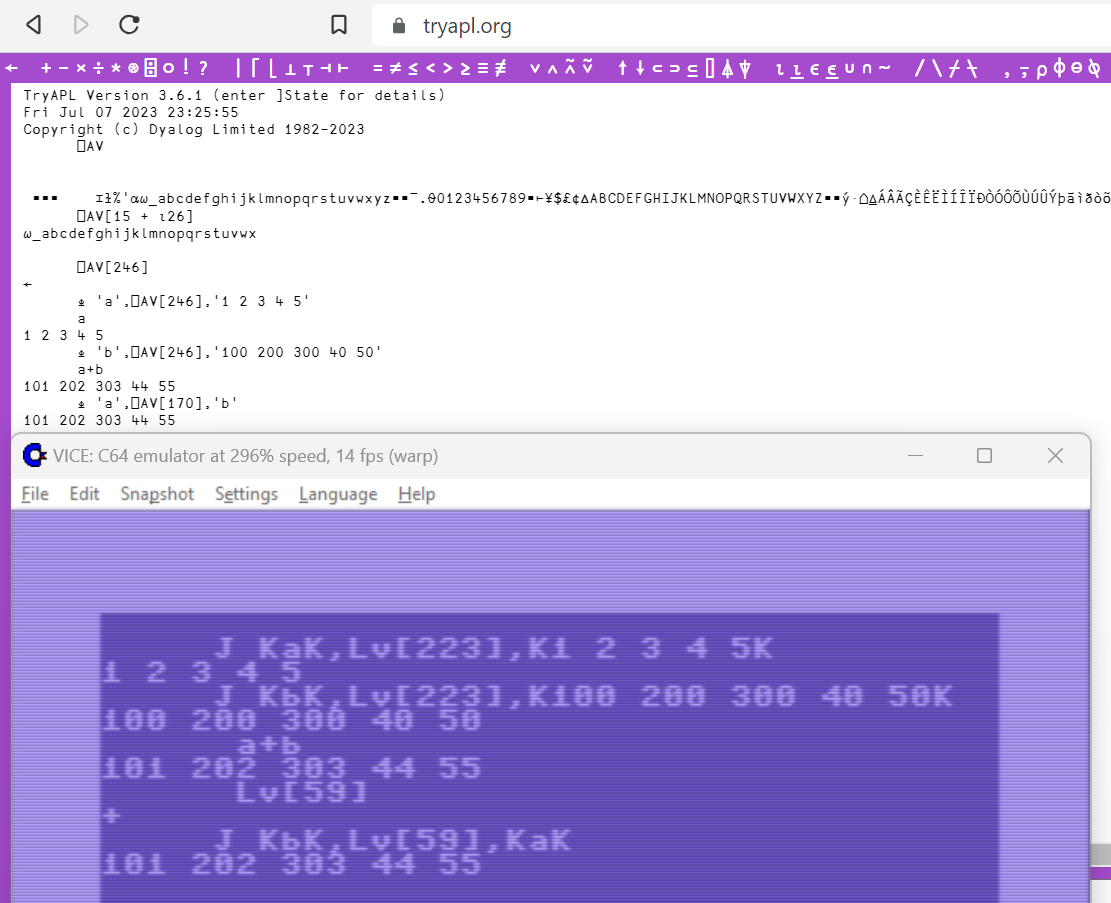 tryapl.org
← + - × ÷ * ⍟ ⌹ ○ ! ? | ⌈ ⌊ ⊥ ⊤ ⊣ ⊢ = ≠ ≤ < > ≥ ≡ ≢ ∨ ∧ ⍲ ⍱ ↑ ↓ ⊂ ⊃ ⊆ ⌷ ⍋ ⍒ ⍳ ⍸ ∊ ⍷ ∪ ∩ ~ / \ ⌿ ⍀ , ⍪ ⍴ ⌽ ⊖ ⍉
TryAPL Version 3.6.1 (enter ]State for details)
Fri Jul 07 2023 23:25:55
Copyright (c) Dyalog Limited 1982-2023
⎕AV
⌶⍎%'⍺⍵_abcdefghijklmnopqrstuvwxyz¯.⍬0123456789⊢¥$£¢∆ABCDEFGHIJKLMNOPQRSTUVWXYZý·⌂⍙ÁÂÃÇÈÊËÌÍÎÏÐÒÓÔÕÙÚÛÝþãìðòõ
⎕AV[15 + ⍳26]
⍵_abcdefghijklmnopqrstuvwx
⎕AV[246]
←
⍎ 'a',⎕AV[246],'1 2 3 4 5'
a
1 2 3 4 5
⍎ 'b',⎕AV[246],'100 200 300 40 50'
a+b
101 202 303 44 55
⍎ 'a',⎕AV[170],'b'
101 202 303 44 55
VICE: C64 emulator at 296% speed, 14 fps (warp)
File Edit Snapshot Settings Language Help
J KaK,Lv[223],K1 2 3 4 5K
1 2 3 4 5
J KbK,Lv[223],K100 200 300 40 50K
100 200 300 40 50
a+b
101 202 303 44 55
Lv[59]
+
J KbK,Lv[59],KaK
101 202 303 44 55